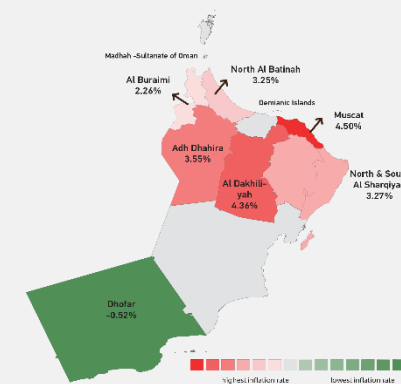 Madhah -Sultanate of Oman
Al Buraimi
2.26%
North Al Batinah
3.25%
Demianic Islands
Muscat
4.50%
Adh Dhahira
3.55%
Al Dakhili-
yah
4.36%
North & Sou
Al Sharqiya
3.27%
Dhofar
-0.52%
highest inflation rate
lowest inflation rate